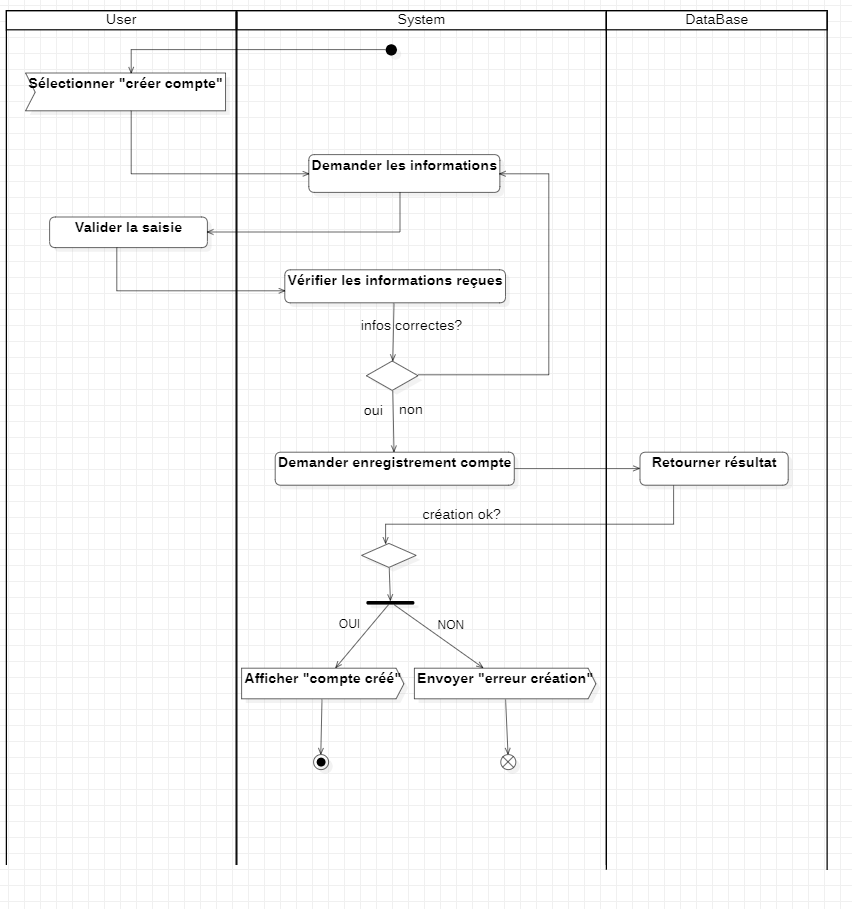 User
System
DataBase
Sélectionner "créer compte"
Demander les informations
Valider la saisie
Vérifier les informations reçues
infos correctes?
oui
non
Demander enregistrement compte
Retourner résultat
création ok?
OUI
NON
Afficher "compte créé"
Envoyer "erreur création"